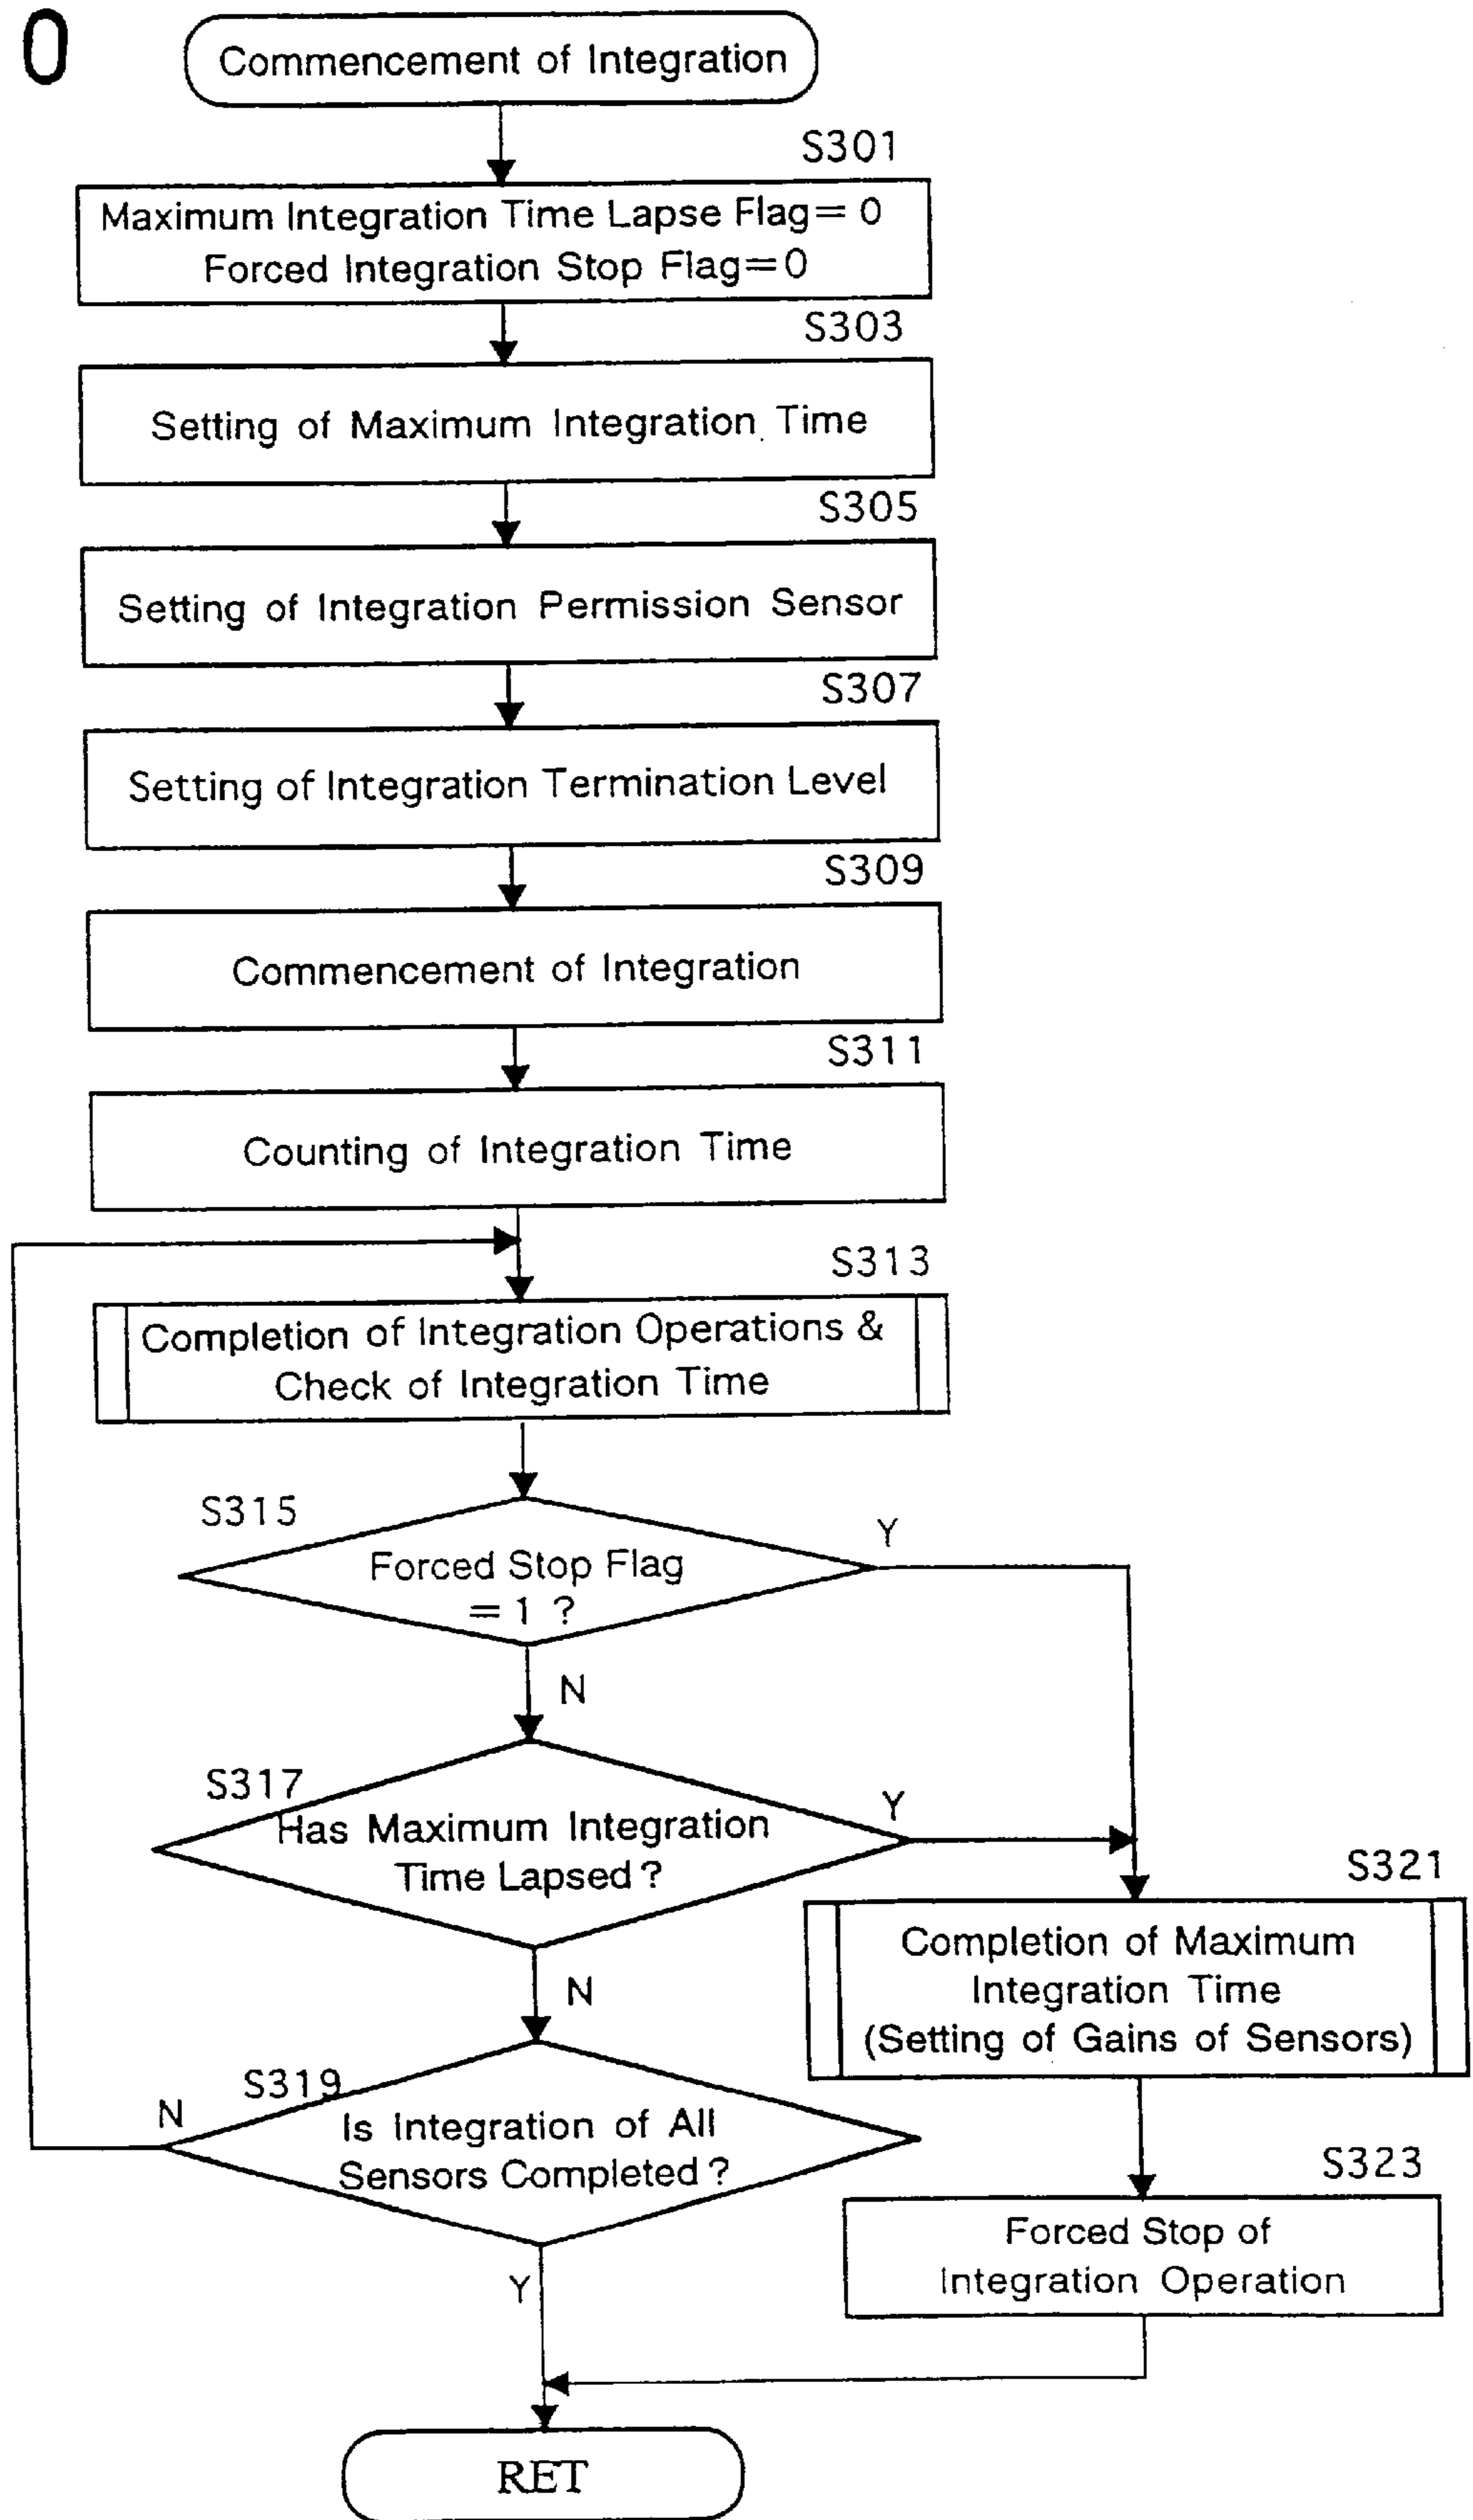 0
Commencement of Integration
S301
Maximum Integration Time Lapse Flag=0
Forced Integration Stop Flag=0
S303
Setting of Maximum Integration Time
S305
Setting of Integration Permission Sensor
S307
Setting of Integration Termination Level
S309
Commencement of Integration
S311
Counting of Integration Time
S313
Completion of Integration Operations &
Check of Integration Time
S315
Forced Stop Flag
=1 ?
Y
N
S317
Has Maximum Integration
Time Lapsed?
Y
N
S321
Completion of Maximum
Integration Time
(Setting of Gains of Sensors)
S319
Is Integration of All
Sensors Completed?
N
Y
S323
Forced Stop of
Integration Operation
RET